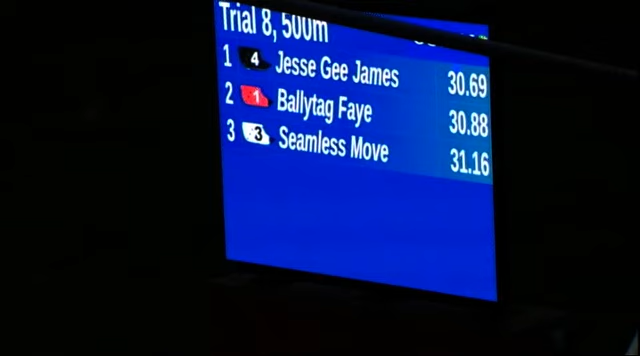 Trial 8, 500m
1 4 Jesse Gee James 30.69
2 1 Ballytag Faye 30.88
3 3 Seamless Move 31.16